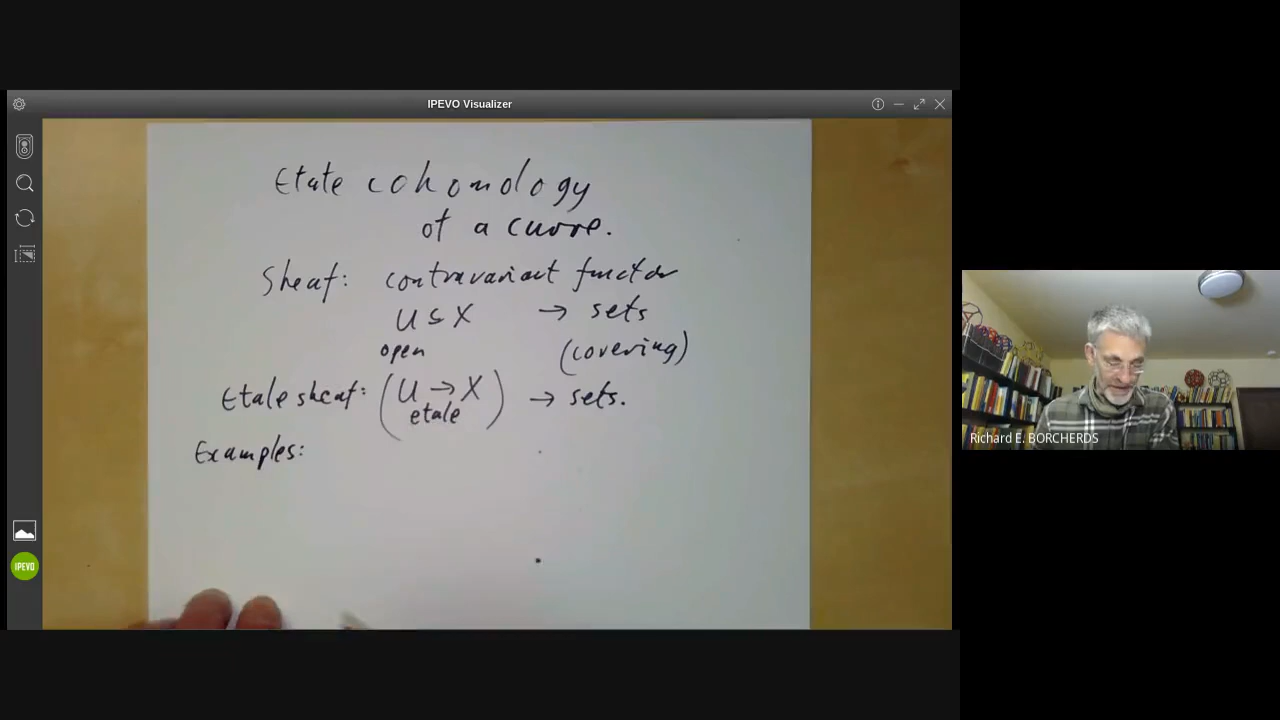 IPEVO Visualizer
Etale cohomology
of a curve.
Sheaf: contravariant functor
U ⊆ X → sets
open (covering)
Etale sheaf: (U → X) → sets.
etale
Examples:
Richard E. BORCHERDS
IPEVO